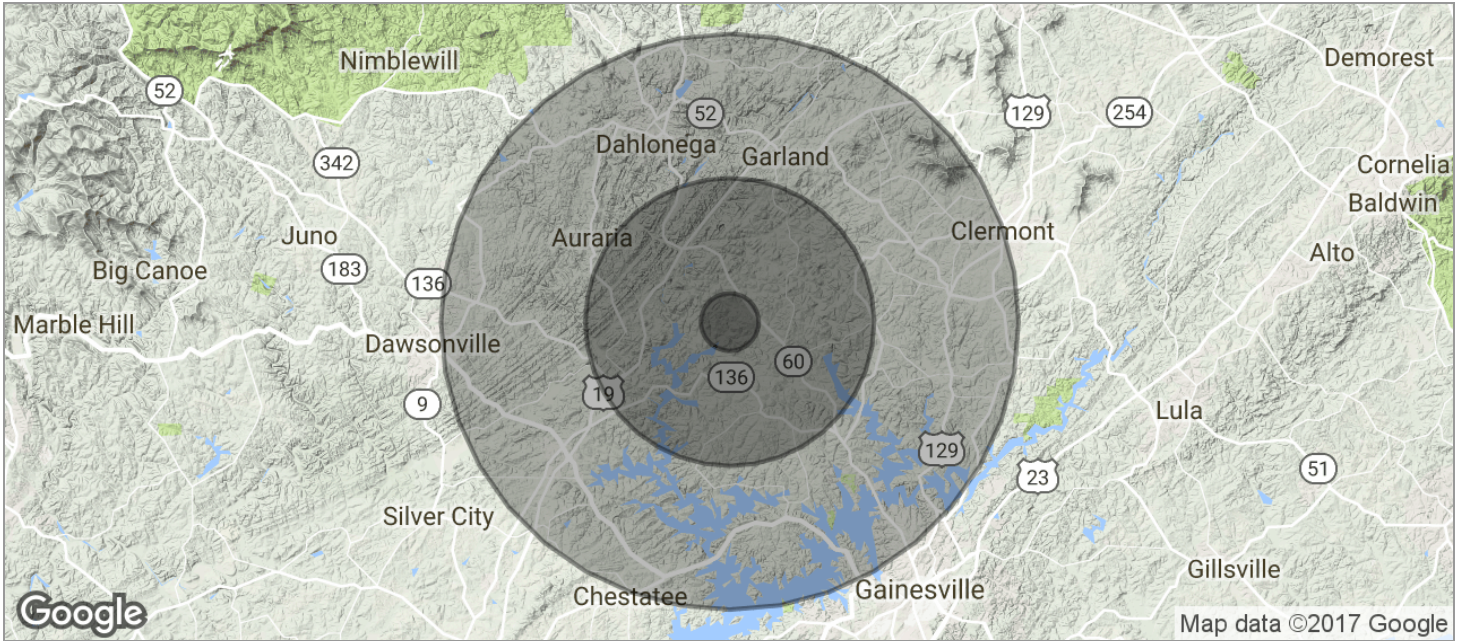 Demorest
Nimblewill
52
52
129
254
Dahlonega
Garland
342
Cornelia
Baldwin
Juno
Auraria
Clermont
Alto
Big Canoe
183
136
Marble Hill
Dawsonville
60
136
19
9
Lula
129
23
51
Silver City
Gillsville
Chestatee
Gainesville
Google
Map data ©2017 Google